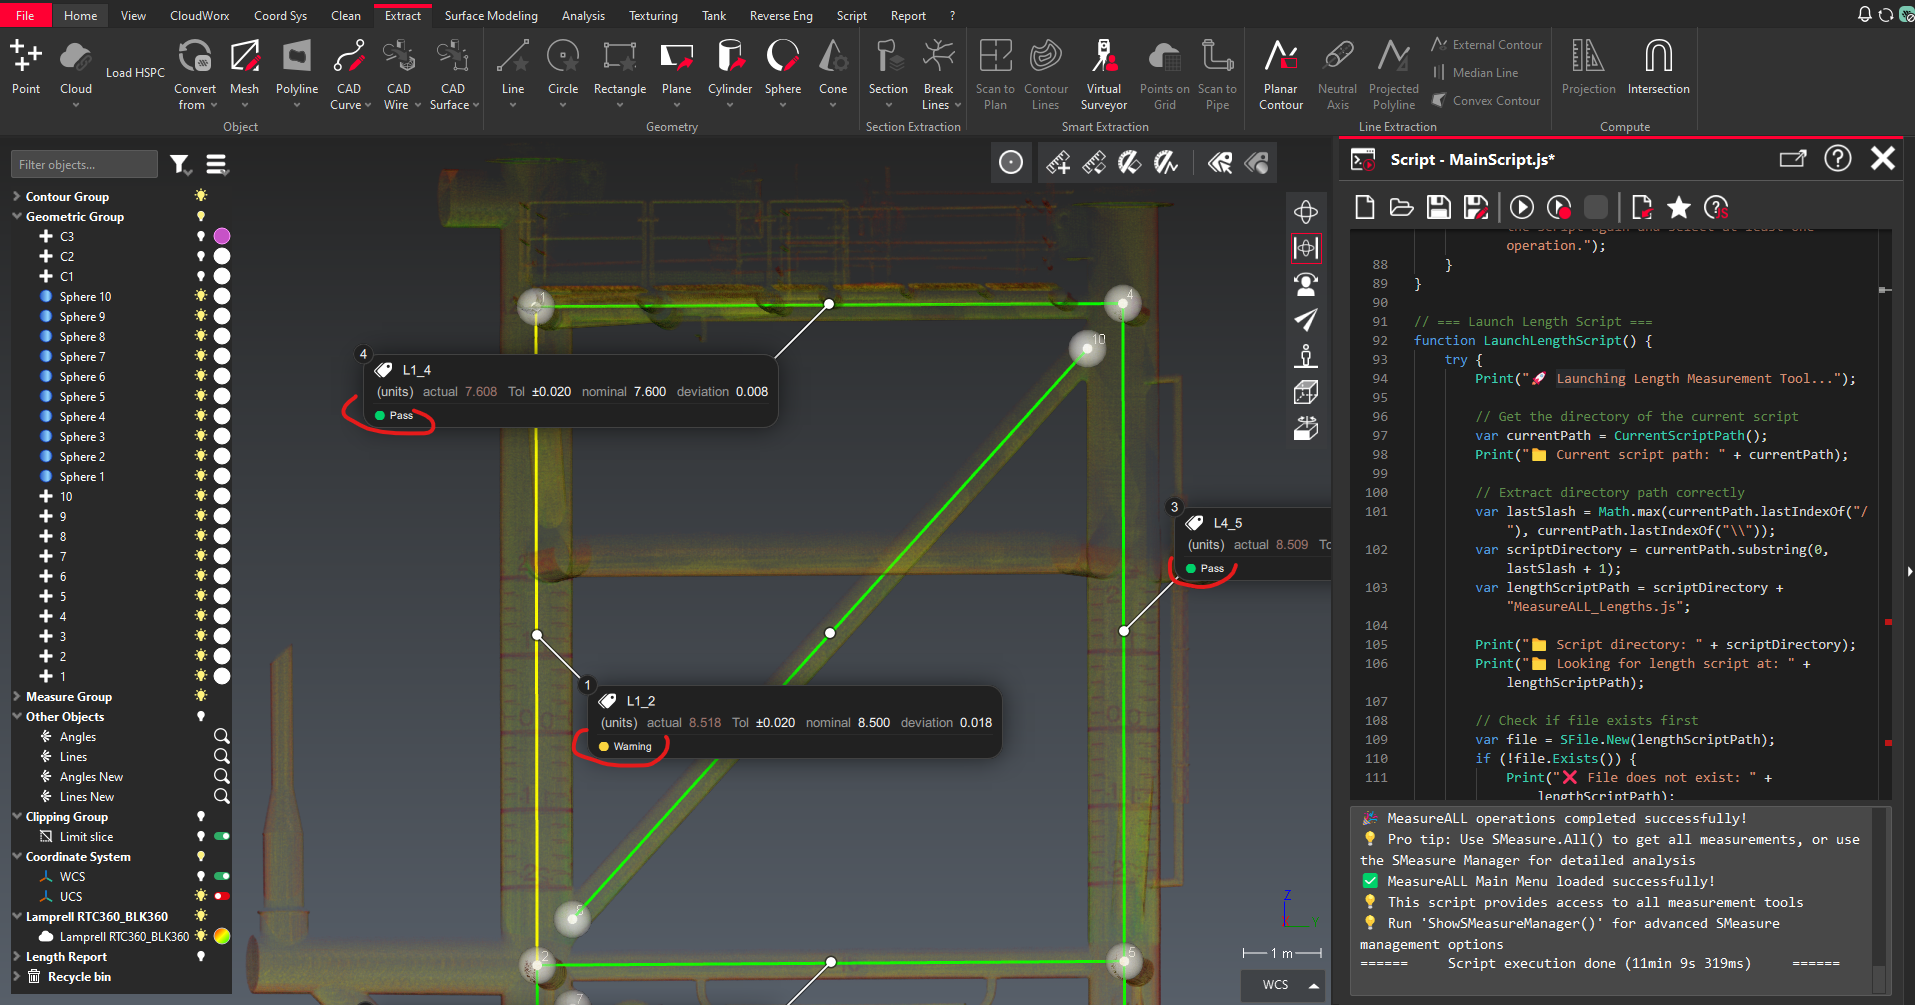 File Home View CloudWorx Coord Sys Clean Extract Surface Modeling Analysis Texturing Tank Reverse Eng Script Report ?
Point Cloud Load HSPC Convert from Mesh Polyline CAD Curve CAD Wire CAD Surface Line Circle Rectangle Plane Cylinder Sphere Cone Section Break Lines Scan to Plan Contour Lines Virtual Surveyor Points on Grid Scan to Pipe Planar Contour Neutral Axis Projected Polyline External Contour Median Line Convex Contour Projection Intersection
Object Geometry Section Extraction Smart Extraction Line Extraction Compute
Filter objects...
Contour Group
Geometric Group
C3
C2
C1
Sphere 10
Sphere 9
Sphere 8
Sphere 7
Sphere 6
Sphere 5
Sphere 4
Sphere 3
Sphere 2
Sphere 1
10
9
8
7
6
5
4
3
2
1
Measure Group
Other Objects
Angles
Lines
Angles New
Lines New
Clipping Group
Limit slice
Coordinate System
WCS
UCS
Lamprell RTC360_BLK360
Lamprell RTC360_BLK360
Length Report
Recycle bin
1
4
10
4
L1_4
(units) actual 7.608 Tol ±0.020 nominal 7.600 deviation 0.008
Pass
3
L4_5
(units) actual 8.509
Pass
1
L1_2
(units) actual 8.518 Tol ±0.020 nominal 8.500 deviation 0.018
Warning
2
5
7
Z
1 m
WCS
Script - MainScript.js*
the script again and select at least one
operation.");
88 }
89 }
90
91 // === Launch Length Script ===
92 function LaunchLengthScript() {
93 try {
94 Print("🚀 Launching Length Measurement Tool...");
95
96 // Get the directory of the current script
97 var currentPath = CurrentScriptPath();
98 Print("📁 Current script path: " + currentPath);
99
100 // Extract directory path correctly
101 var lastSlash = Math.max(currentPath.lastIndexOf("/
"), currentPath.lastIndexOf("\\"));
102 var scriptDirectory = currentPath.substring(0,
lastSlash + 1);
103 var lengthScriptPath = scriptDirectory +
"MeasureALL_Lengths.js";
104
105 Print("📁 Script directory: " + scriptDirectory);
106 Print("📁 Looking for length script at: " +
lengthScriptPath);
107
108 // Check if file exists first
109 var file = SFile.New(lengthScriptPath);
110 if (!file.Exists()) {
111 Print("❌ File does not exist: " +
lengthScriptPath);
🎉 MeasureALL operations completed successfully!
💡 Pro tip: Use SMeasure.All() to get all measurements, or use
the SMeasure Manager for detailed analysis
✅ MeasureALL Main Menu loaded successfully!
💡 This script provides access to all measurement tools
💡 Run 'ShowSMeasureManager()' for advanced SMeasure
management options
====== Script execution done (11min 9s 319ms) ======